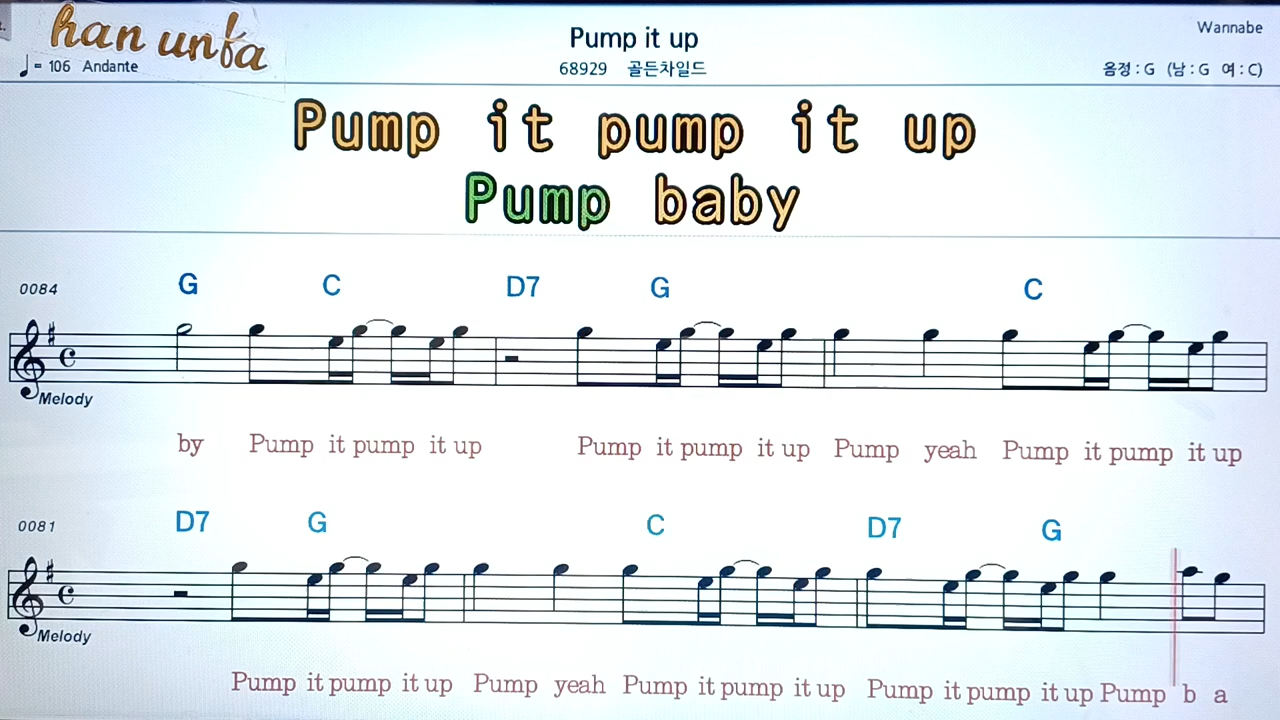 han unfa
Pump it up
Wannabe
♩= 106 Andante
68929 골든차일드
음정 : G (남 : G 여 : C)
Pump it pump it up
Pump baby
0084
G C D7 G C
Melody
by Pump it pump it up Pump it pump it up Pump yeah Pump it pump it up
0081
D7 G C D7 G
Melody
Pump it pump it up Pump yeah Pump it pump it up Pump it pump it up Pump b a